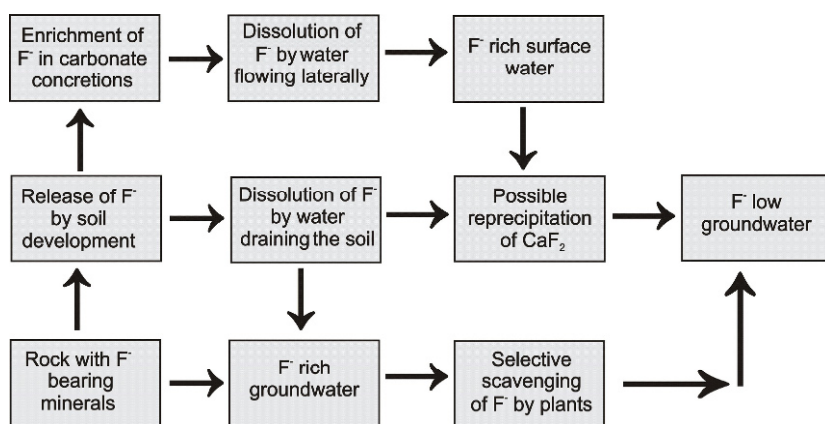 Enrichment of
F⁻ in carbonate
concretions
Dissolution of
F⁻ by water
flowing laterally
F⁻ rich surface
water
Release of F⁻
by soil
development
Dissolution of F⁻
by water
draining the soil
Possible
reprecipitation
of CaF₂
F⁻ low
groundwater
Rock with F⁻
bearing
minerals
F⁻ rich
groundwater
Selective
scavenging
of F⁻ by plants